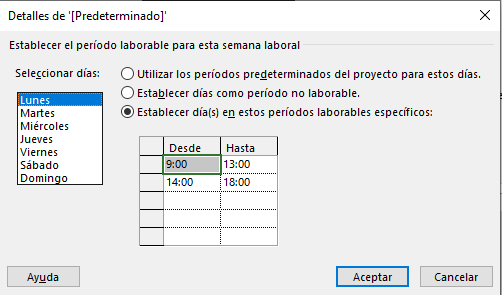 Detalles de '[Predeterminado]'
Establecer el período laborable para esta semana laboral
Seleccionar días:
Lunes
Martes
Miércoles
Jueves
Viernes
Sábado
Domingo
Utilizar los períodos predeterminados del proyecto para estos días.
Establecer días como período no laborable.
Establecer día(s) en estos períodos laborables específicos:
Desde Hasta
9:00 13:00
14:00 18:00
Ayuda Aceptar Cancelar